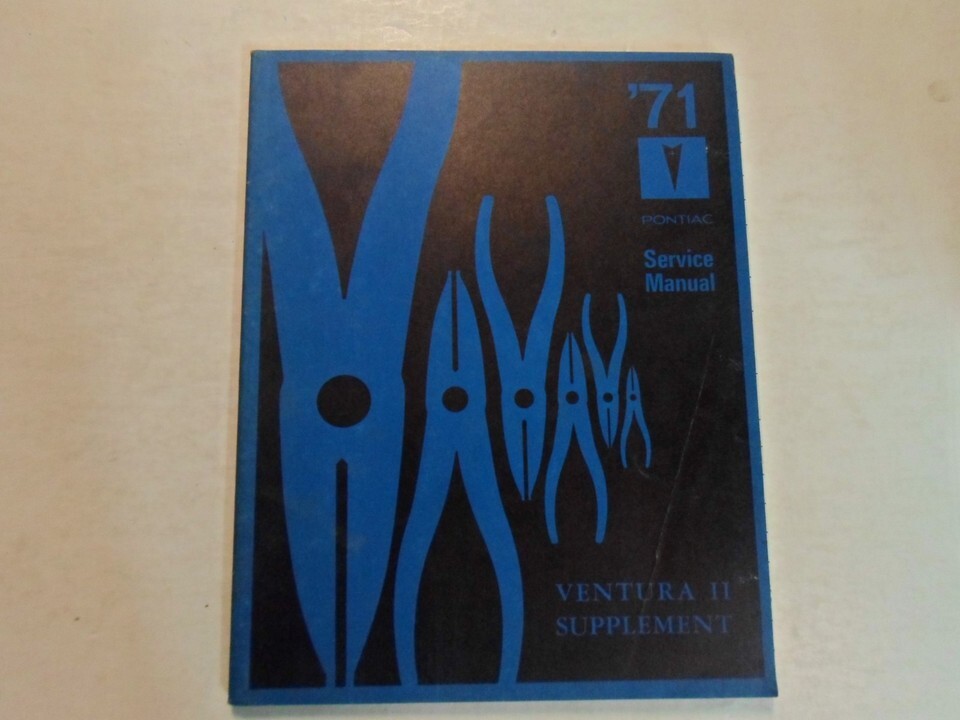 '71
PONTIAC
Service
Manual
VENTURA II
SUPPLEMENT